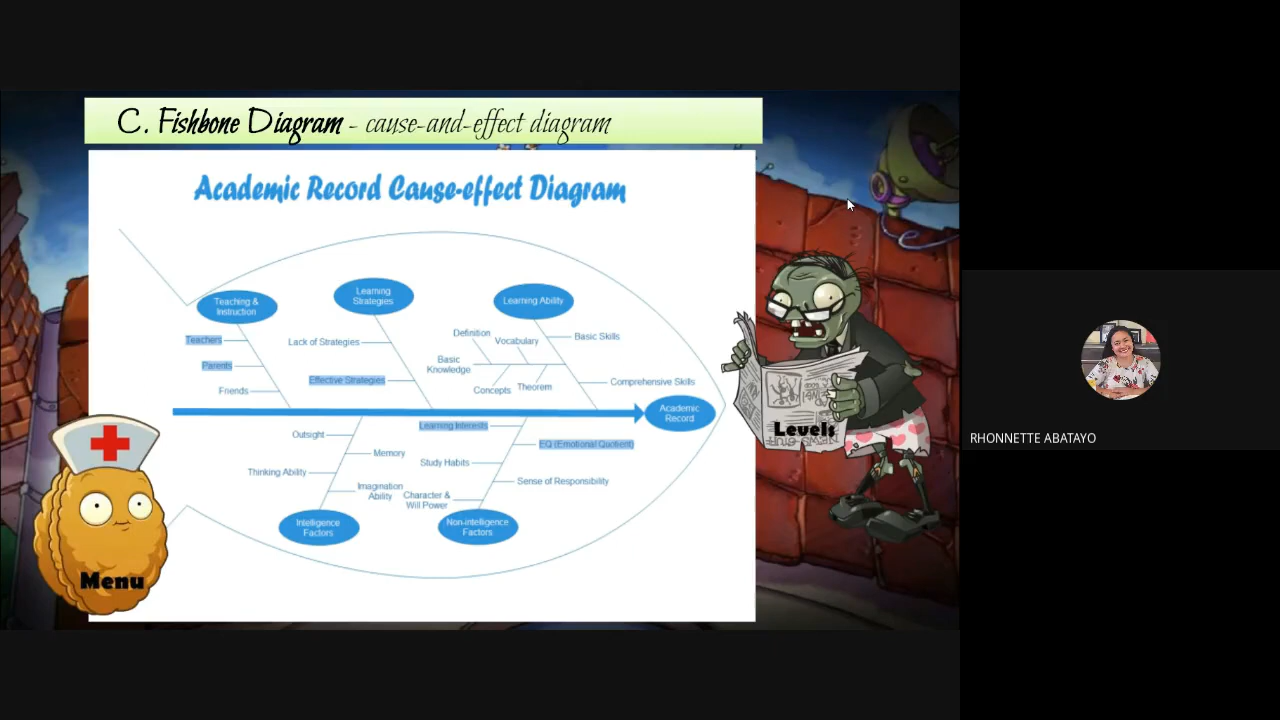 C. Fishbone Diagram - cause-and-effect diagram
Academic Record Cause-effect Diagram
Teaching &
Instruction
Learning
Strategies
Learning Ability
Teachers
Parents
Friends
Lack of Strategies
Effective Strategies
Definition
Vocabulary
Basic
Knowledge
Concepts
Theorem
Basic Skills
Comprehensive Skills
Academic
Record
Outsight
Memory
Thinking Ability
Imagination
Ability
Intelligence
Factors
Learning Interests
EQ (Emotional Quotient)
Study Habits
Sense of Responsibility
Character &
Will Power
Non-intelligence
Factors
Menu
Levels
RHONNETTE ABATAYO